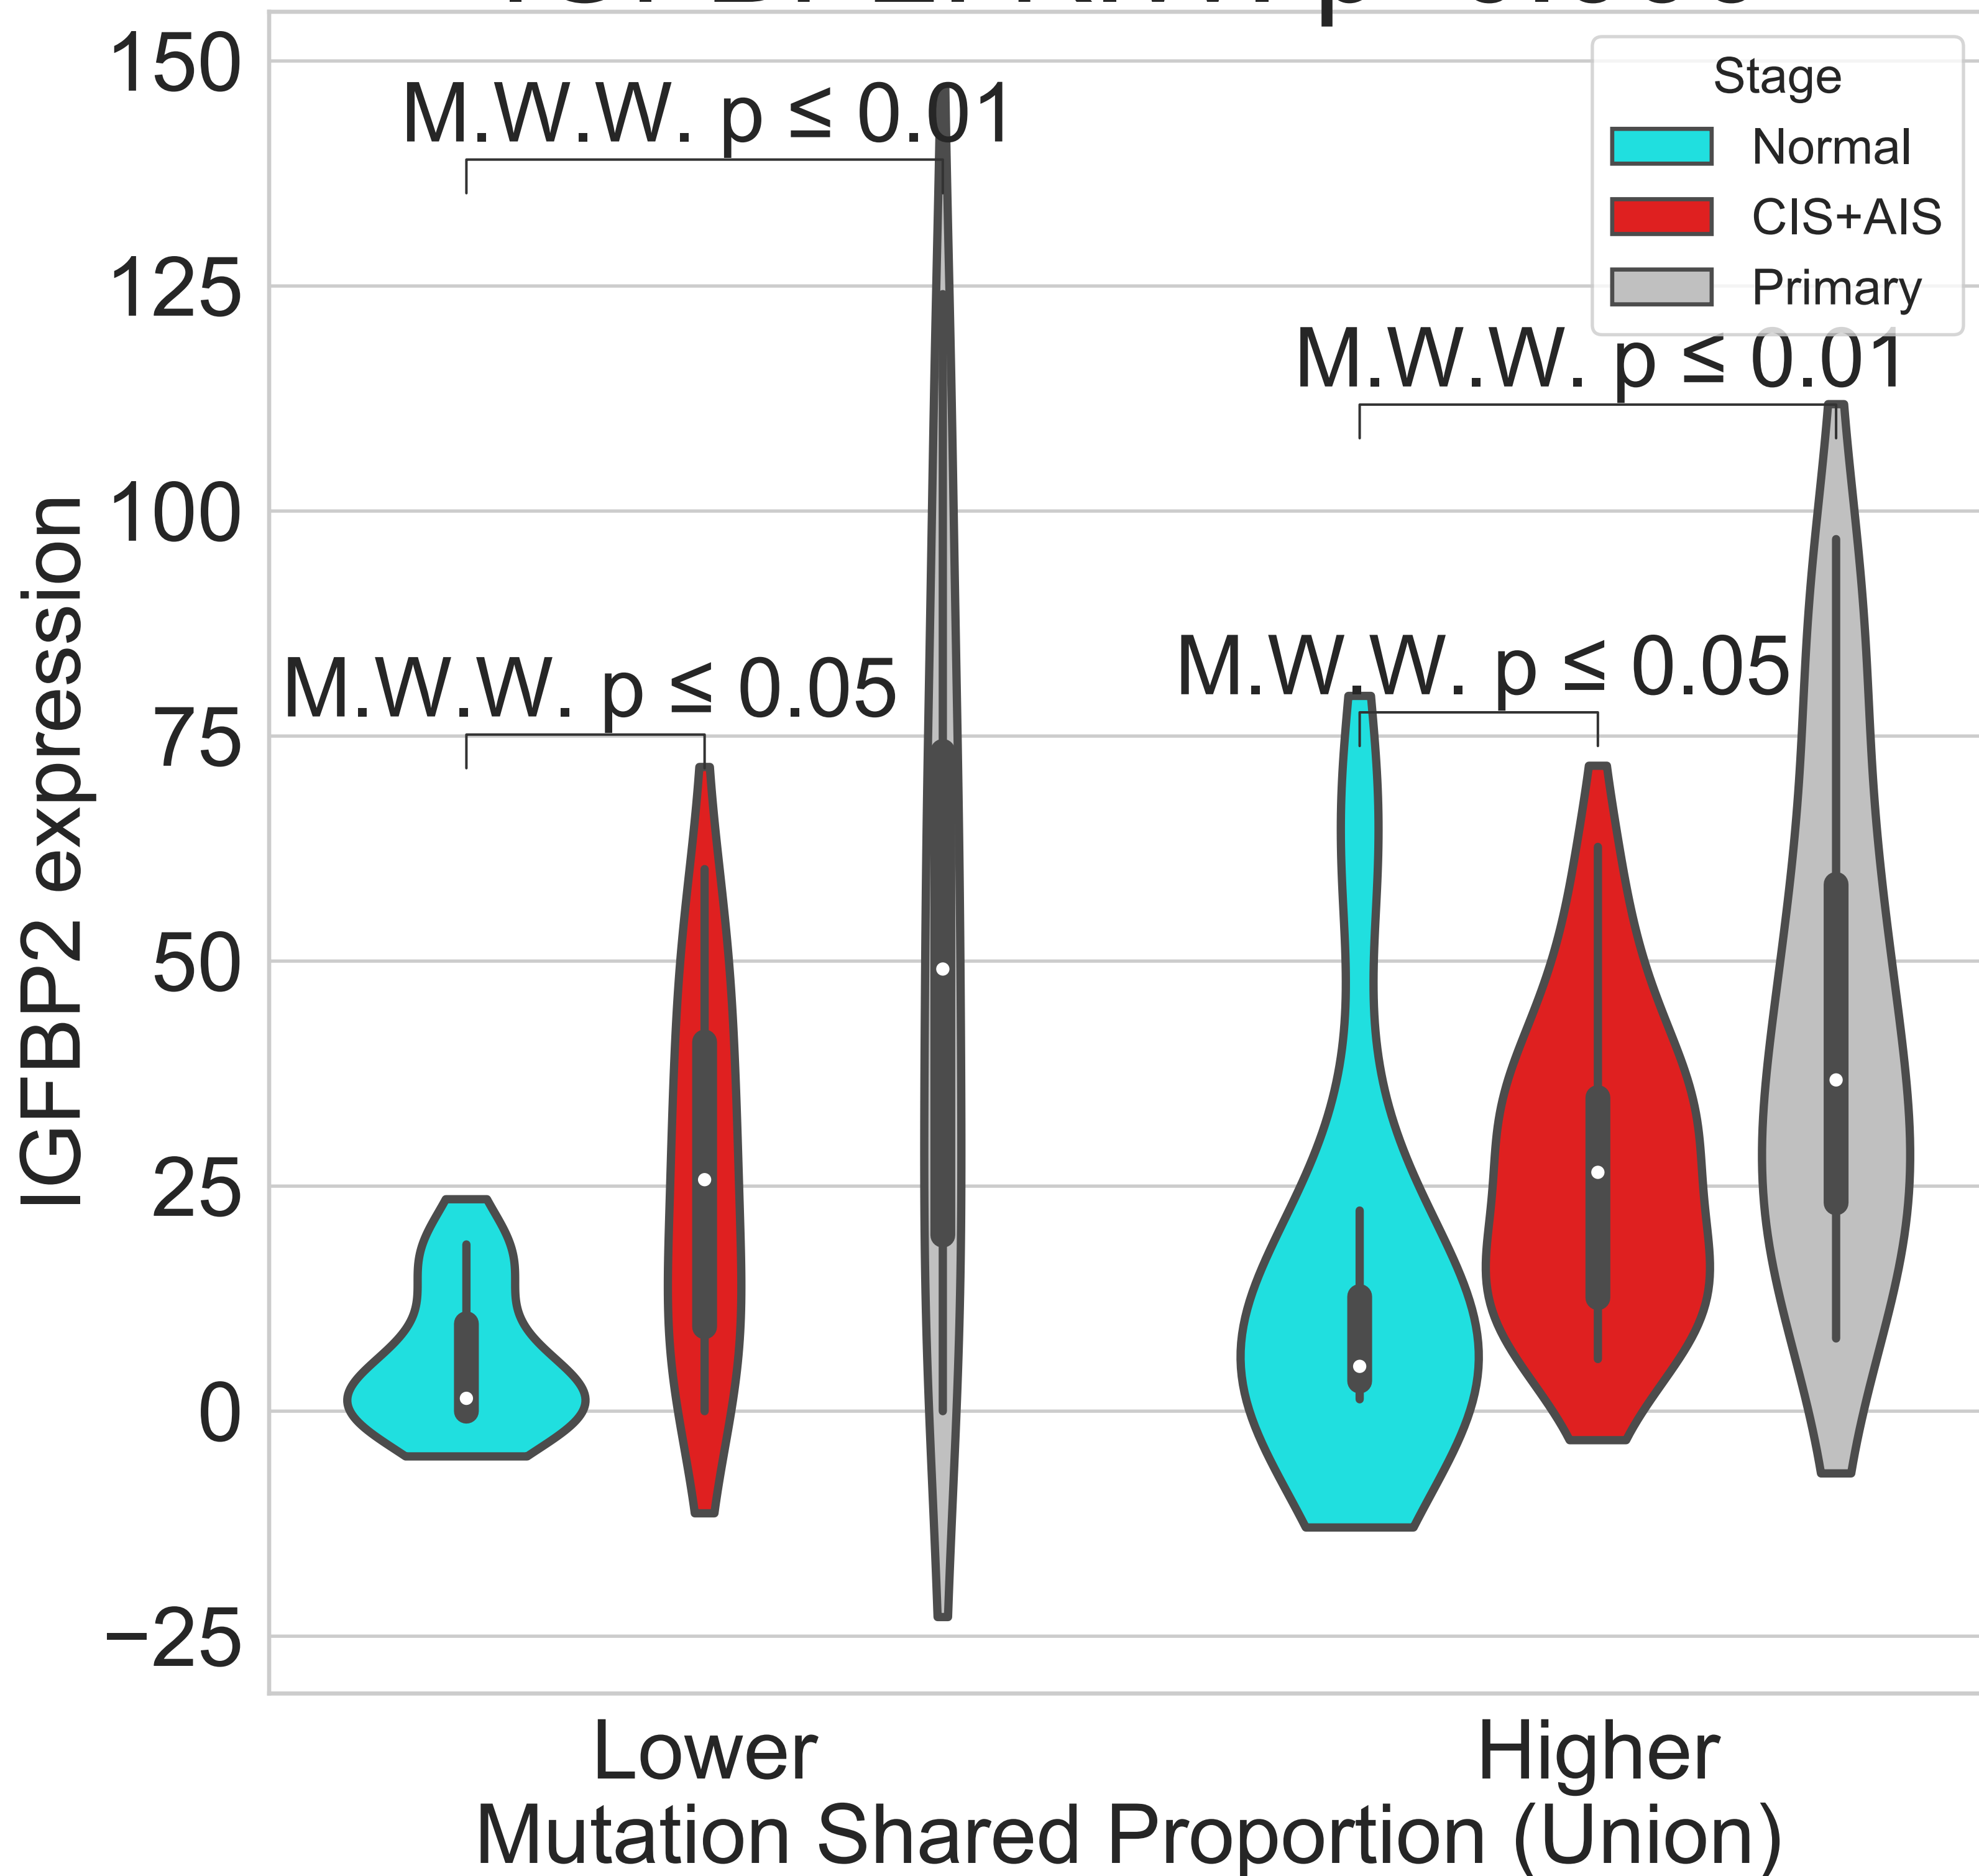 150
125
100
75
50
25
0
−25
IGFBP2 expression
M.W.W. p ≤ 0.01
M.W.W. p ≤ 0.05
M.W.W. p ≤ 0.01
M.W.W. p ≤ 0.05
Stage
Normal
CIS+AIS
Primary
Lower
Higher
Mutation Shared Proportion (Union)